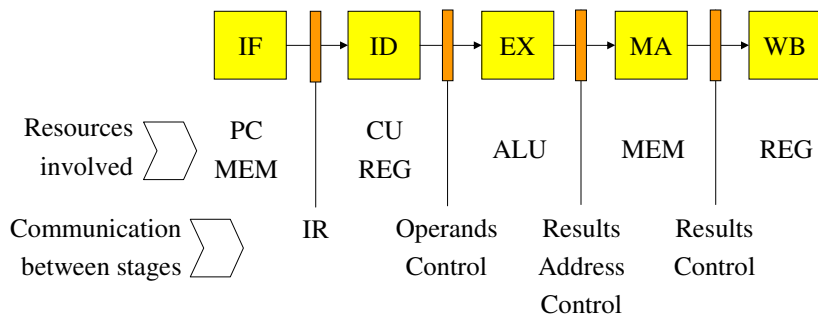 IF ID EX MA WB
Resources involved
PC MEM
CU REG
ALU
MEM
REG
Communication between stages
IR
Operands Control
Results Address Control
Results Control